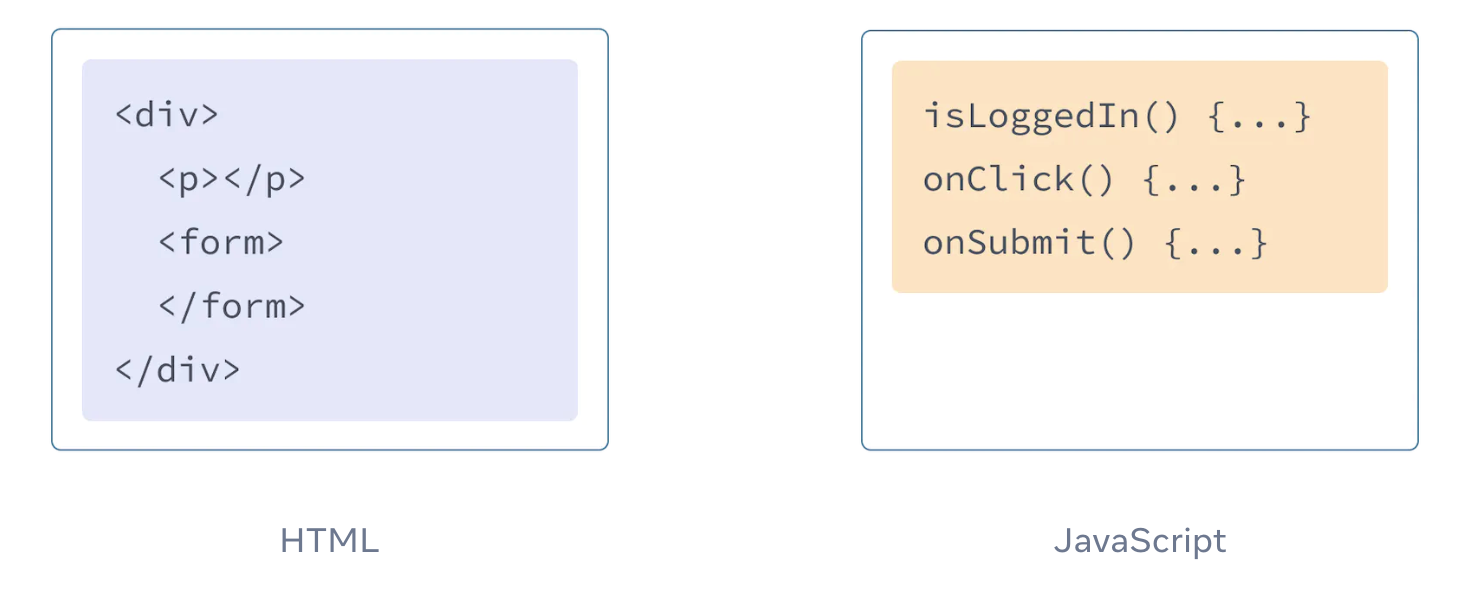 <div>
  <p></p>
  <form>
  </form>
</div>
HTML
isLoggedIn() {...}
onClick() {...}
onSubmit() {...}
JavaScript